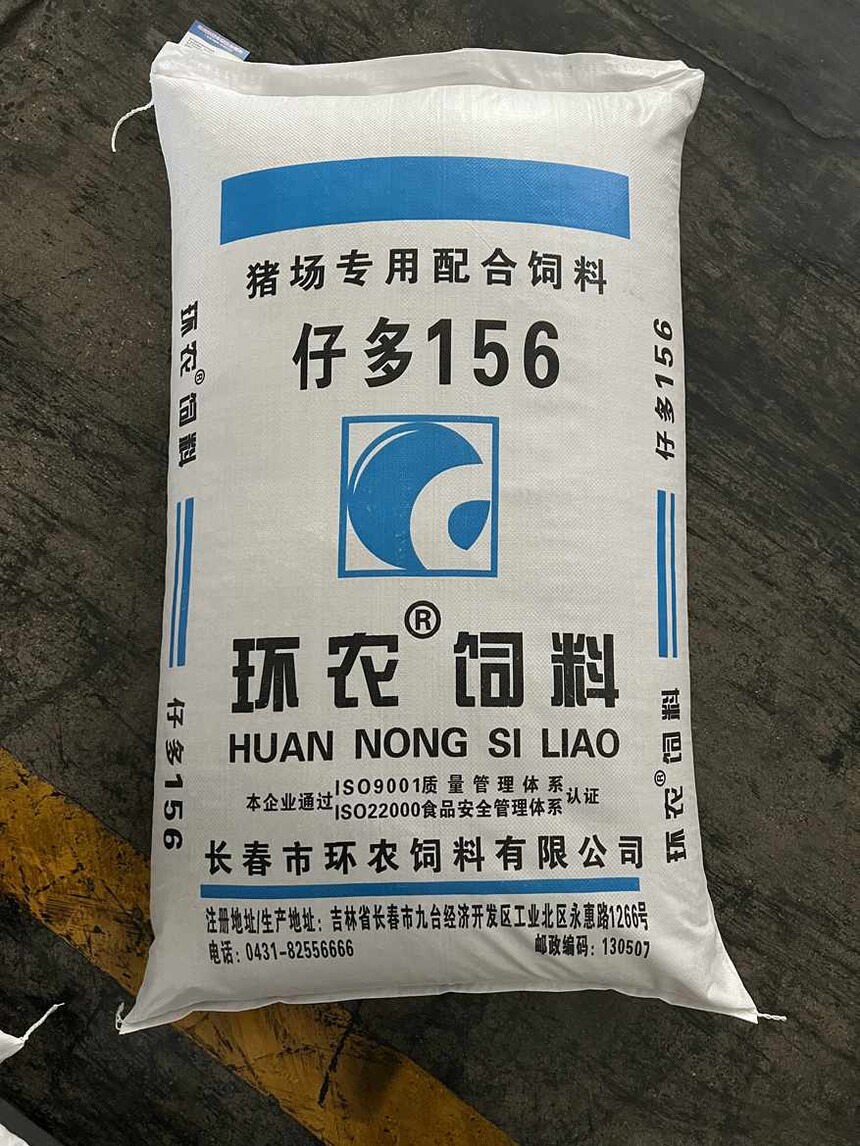 猪场专用配合饲料
仔多156
环农®饲料
HUAN NONG SI LIAO
本企业通过ISO9001质量管理体系
ISO22000食品安全管理体系认证
长春市环农饲料有限公司
注册地址/生产地址：吉林省长春市九台经济开发区工业北区永惠路1266号
电话：0431-82556666 邮政编码：130507
环农®饲料
仔多156
仔多156
环农®饲料